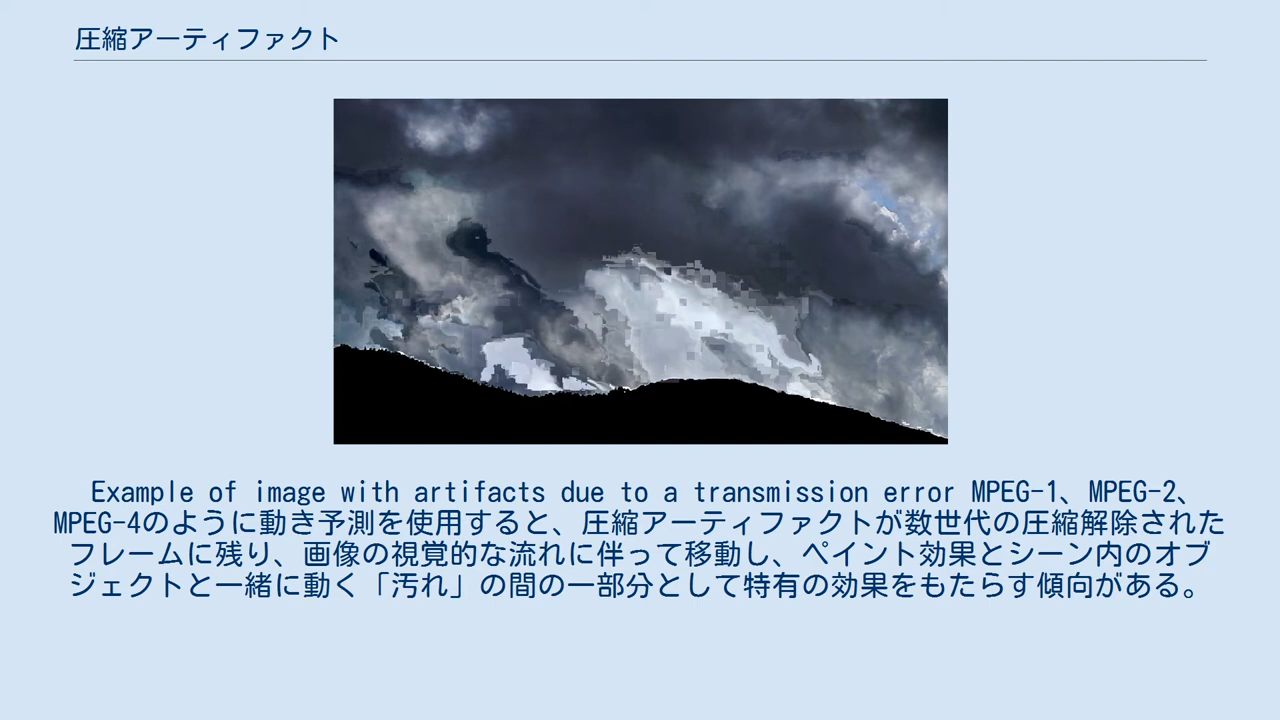 圧縮アーティファクト
Example of image with artifacts due to a transmission error MPEG-1、MPEG-2、
MPEG-4のように動き予測を使用すると、圧縮アーティファクトが数世代の圧縮解除された
フレームに残り、画像の視覚的な流れに伴って移動し、ペイント効果とシーン内のオブ
ジェクトと一緒に動く「汚れ」の間の一部分として特有の効果をもたらす傾向がある。